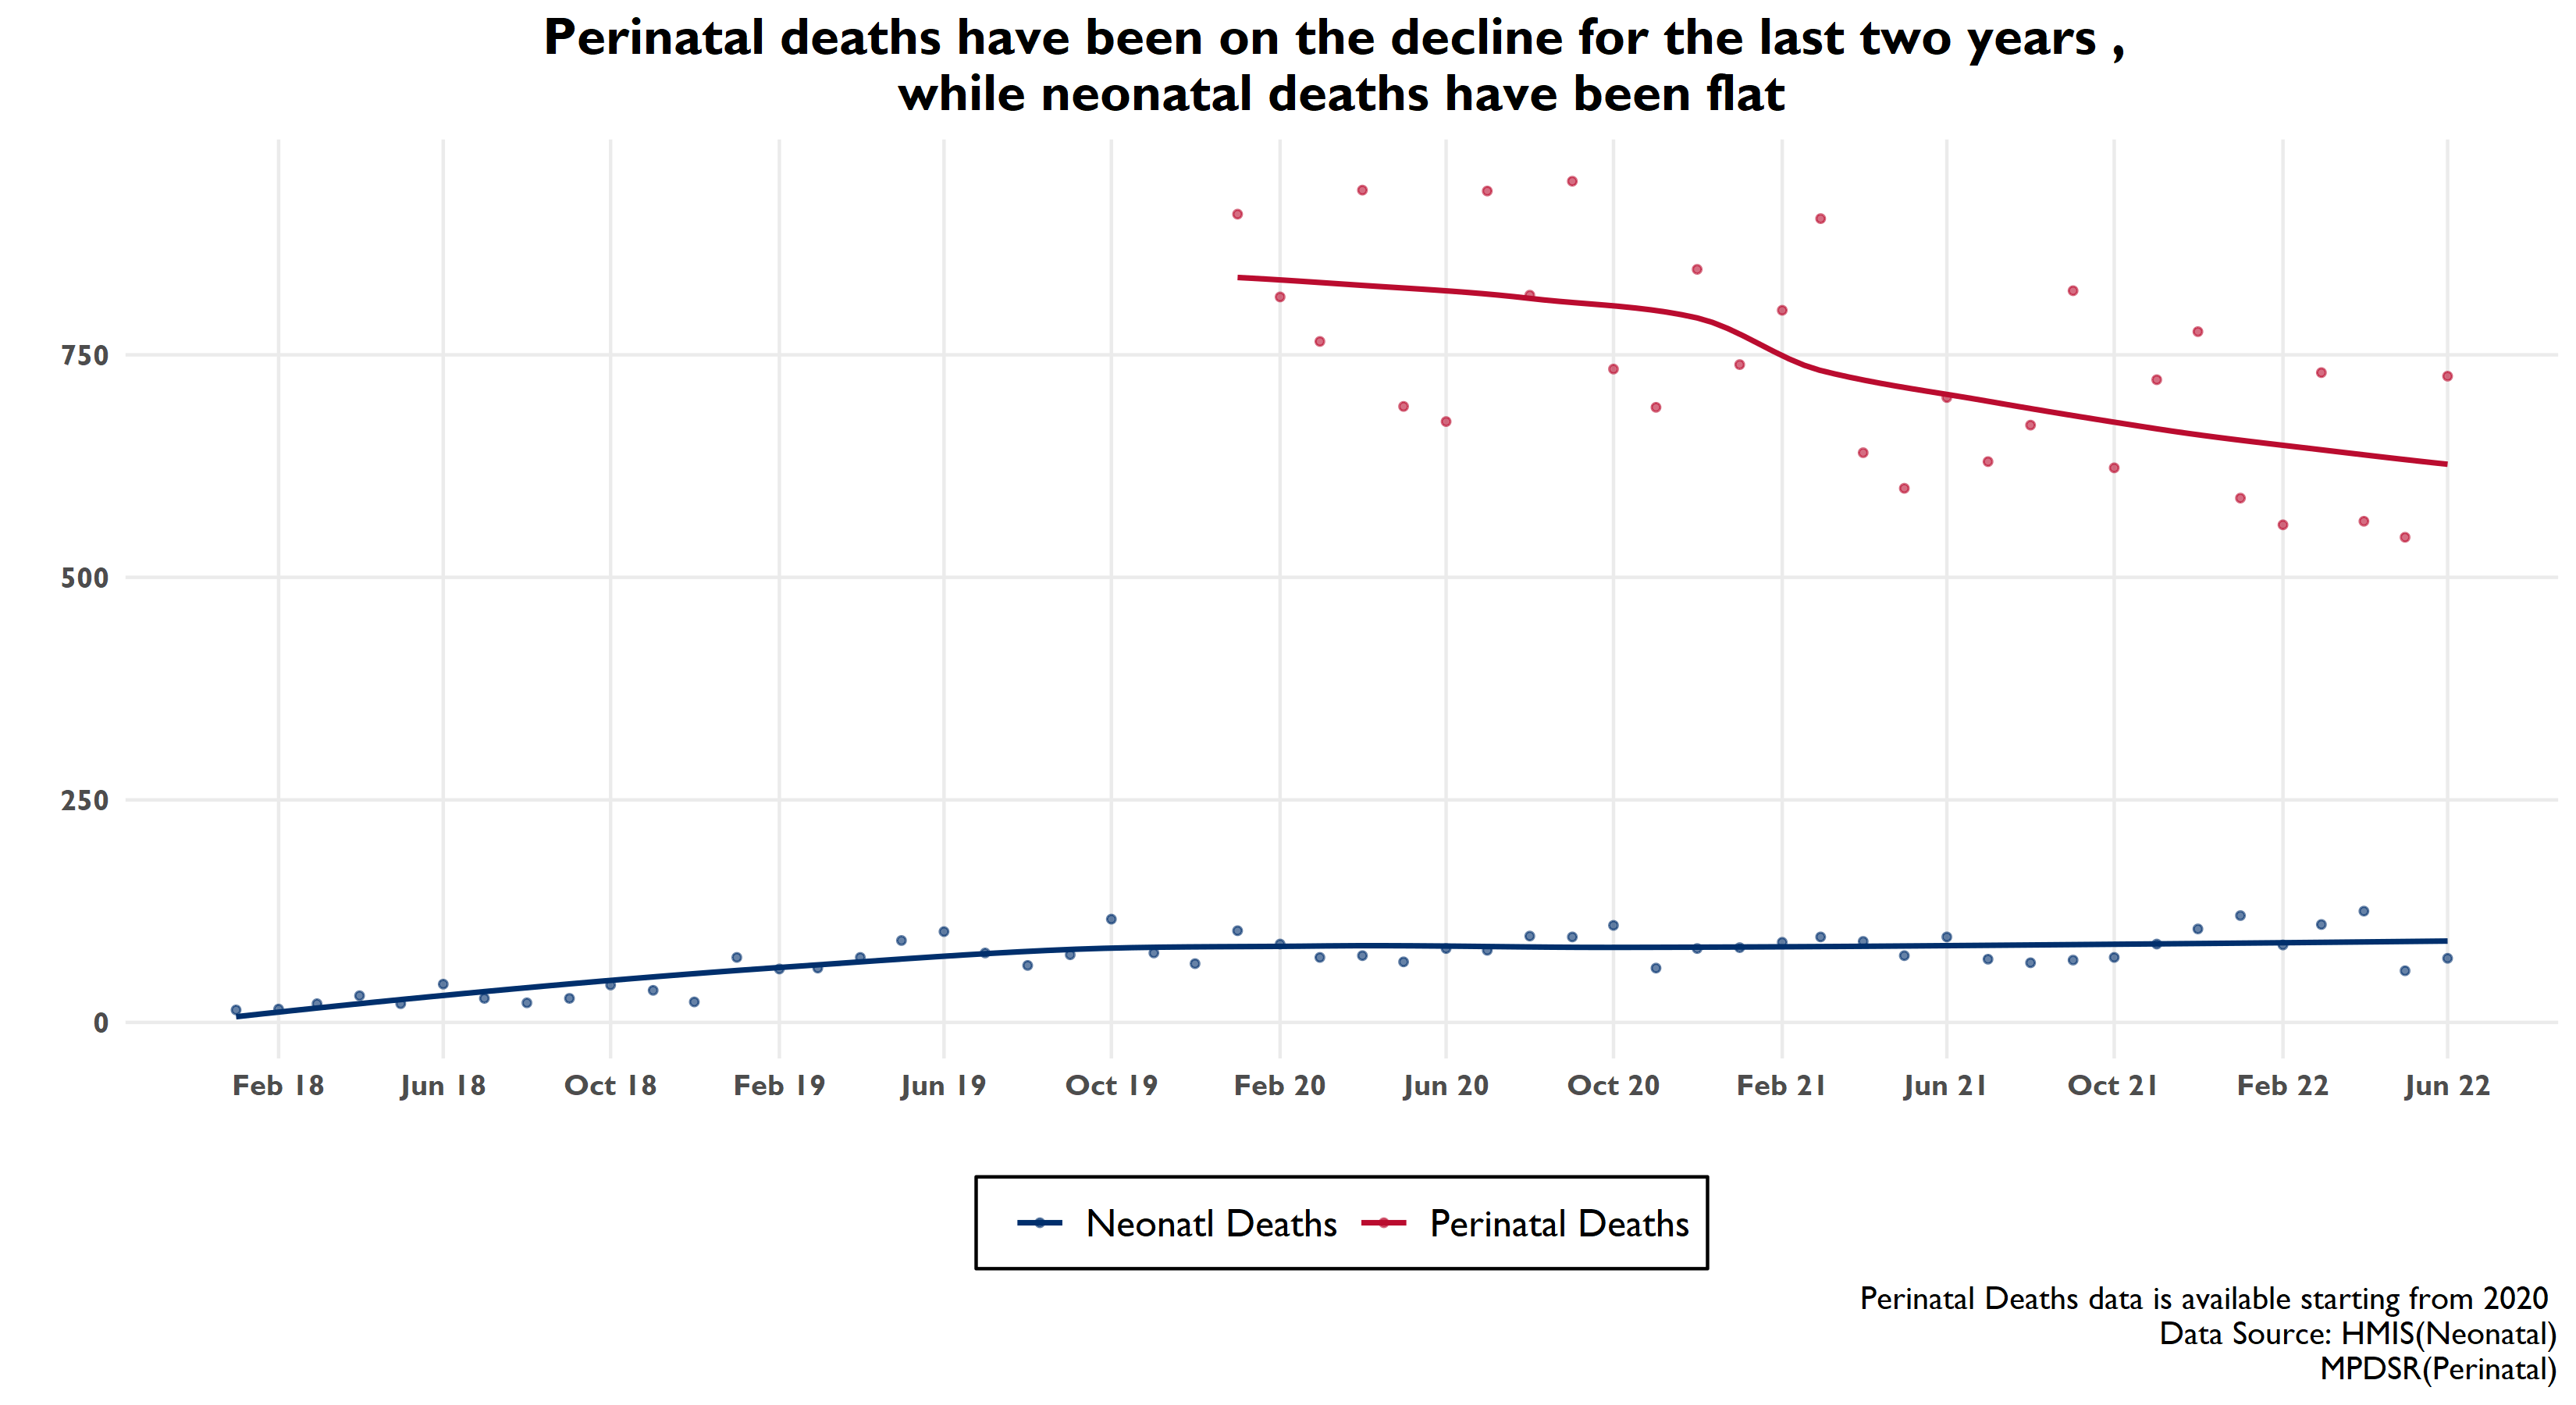 Perinatal deaths have been on the decline for the last two years ,
while neonatal deaths have been flat
750
500
250
0
Feb 18 Jun 18 Oct 18 Feb 19 Jun 19 Oct 19 Feb 20 Jun 20 Oct 20 Feb 21 Jun 21 Oct 21 Feb 22 Jun 22
Neonatl Deaths Perinatal Deaths
Perinatal Deaths data is available starting from 2020
Data Source: HMIS(Neonatal)
MPDSR(Perinatal)